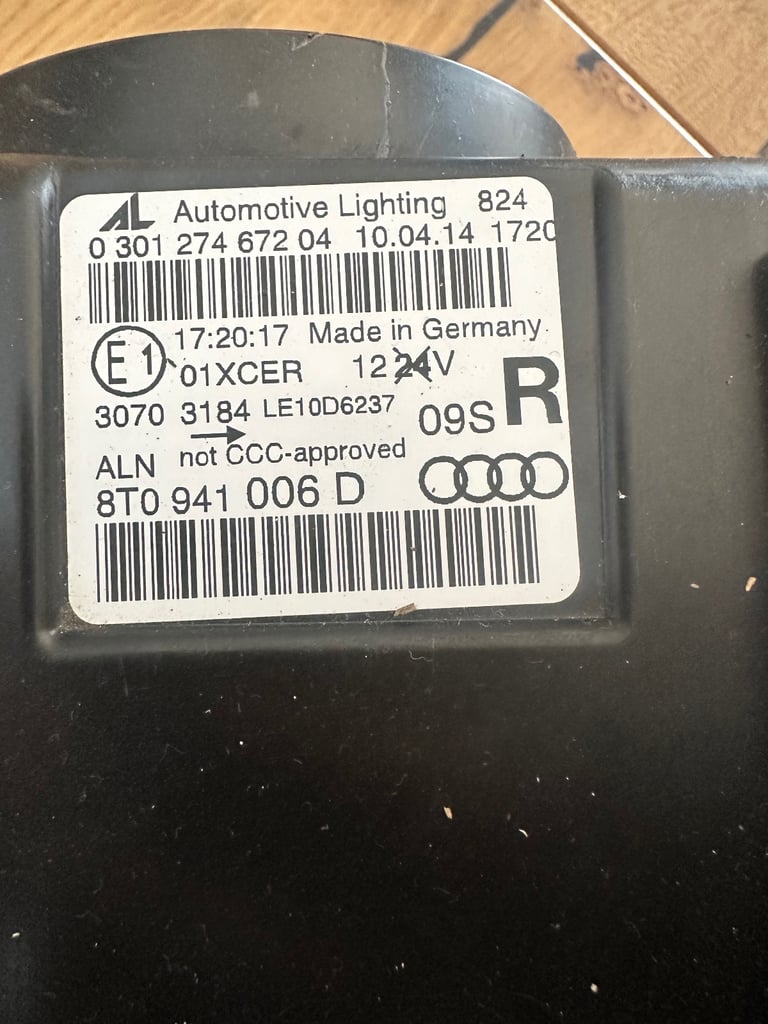 AL Automotive Lighting 824
0 301 274 672 04 10.04.14 1720
E1 17:20:17 Made in Germany
01XCER 12 24V
3070 3184 LE10D6237 09S R
ALN not CCC-approved
8T0 941 006 D